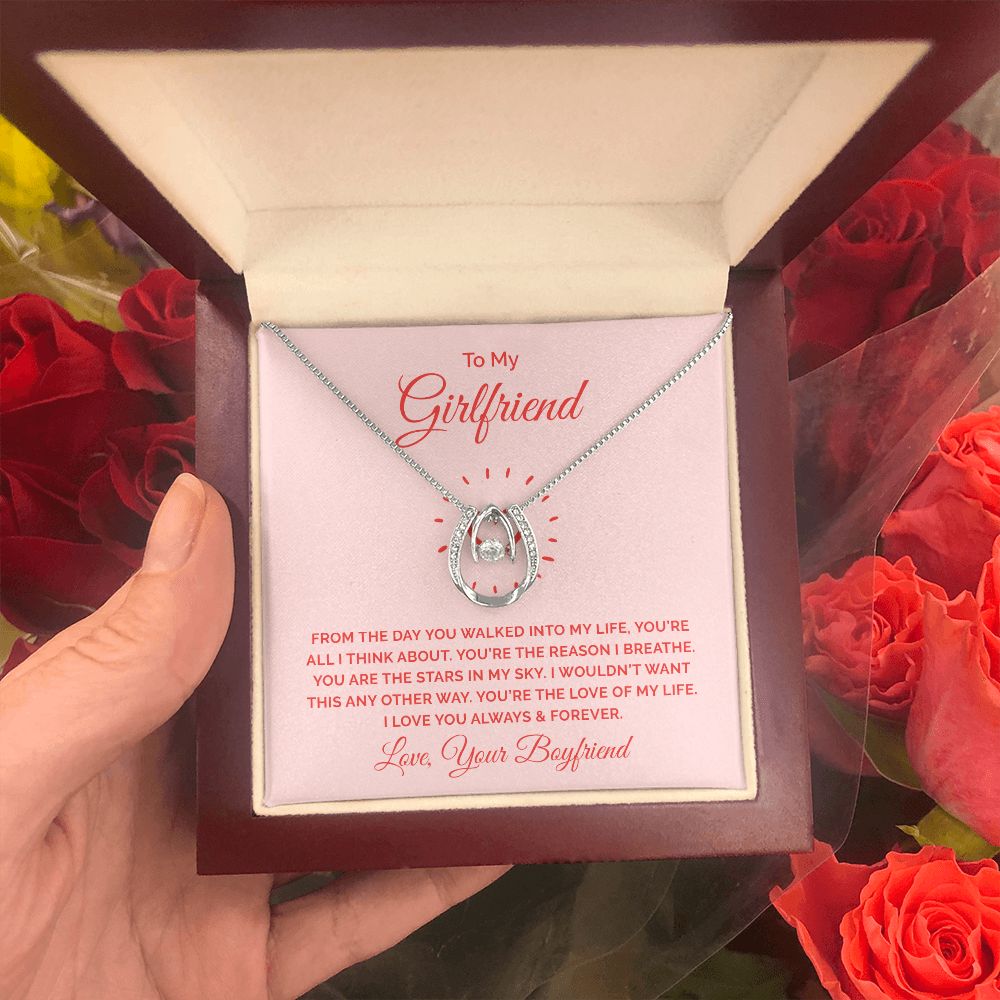 To My
Girlfriend
FROM THE DAY YOU WALKED INTO MY LIFE, YOU'RE
ALL I THINK ABOUT. YOU'RE THE REASON I BREATHE.
YOU ARE THE STARS IN MY SKY. I WOULDN'T WANT
THIS ANY OTHER WAY. YOU'RE THE LOVE OF MY LIFE.
I LOVE YOU ALWAYS & FOREVER.
Love, Your Boyfriend